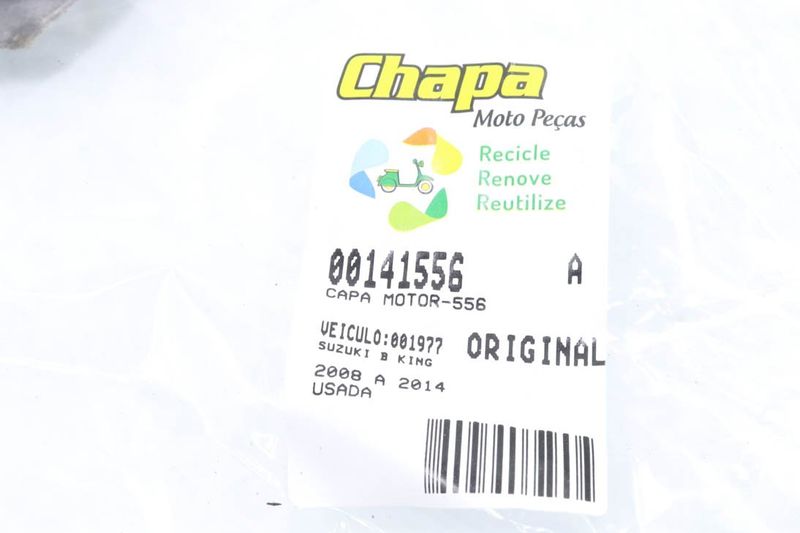 Chapa
Moto Peças
Recicle
Renove
Reutilize
00141556 A
CAPA MOTOR-556
VEICULO:001977 ORIGINAL
SUZUKI B KING
2008 A 2014
USADA